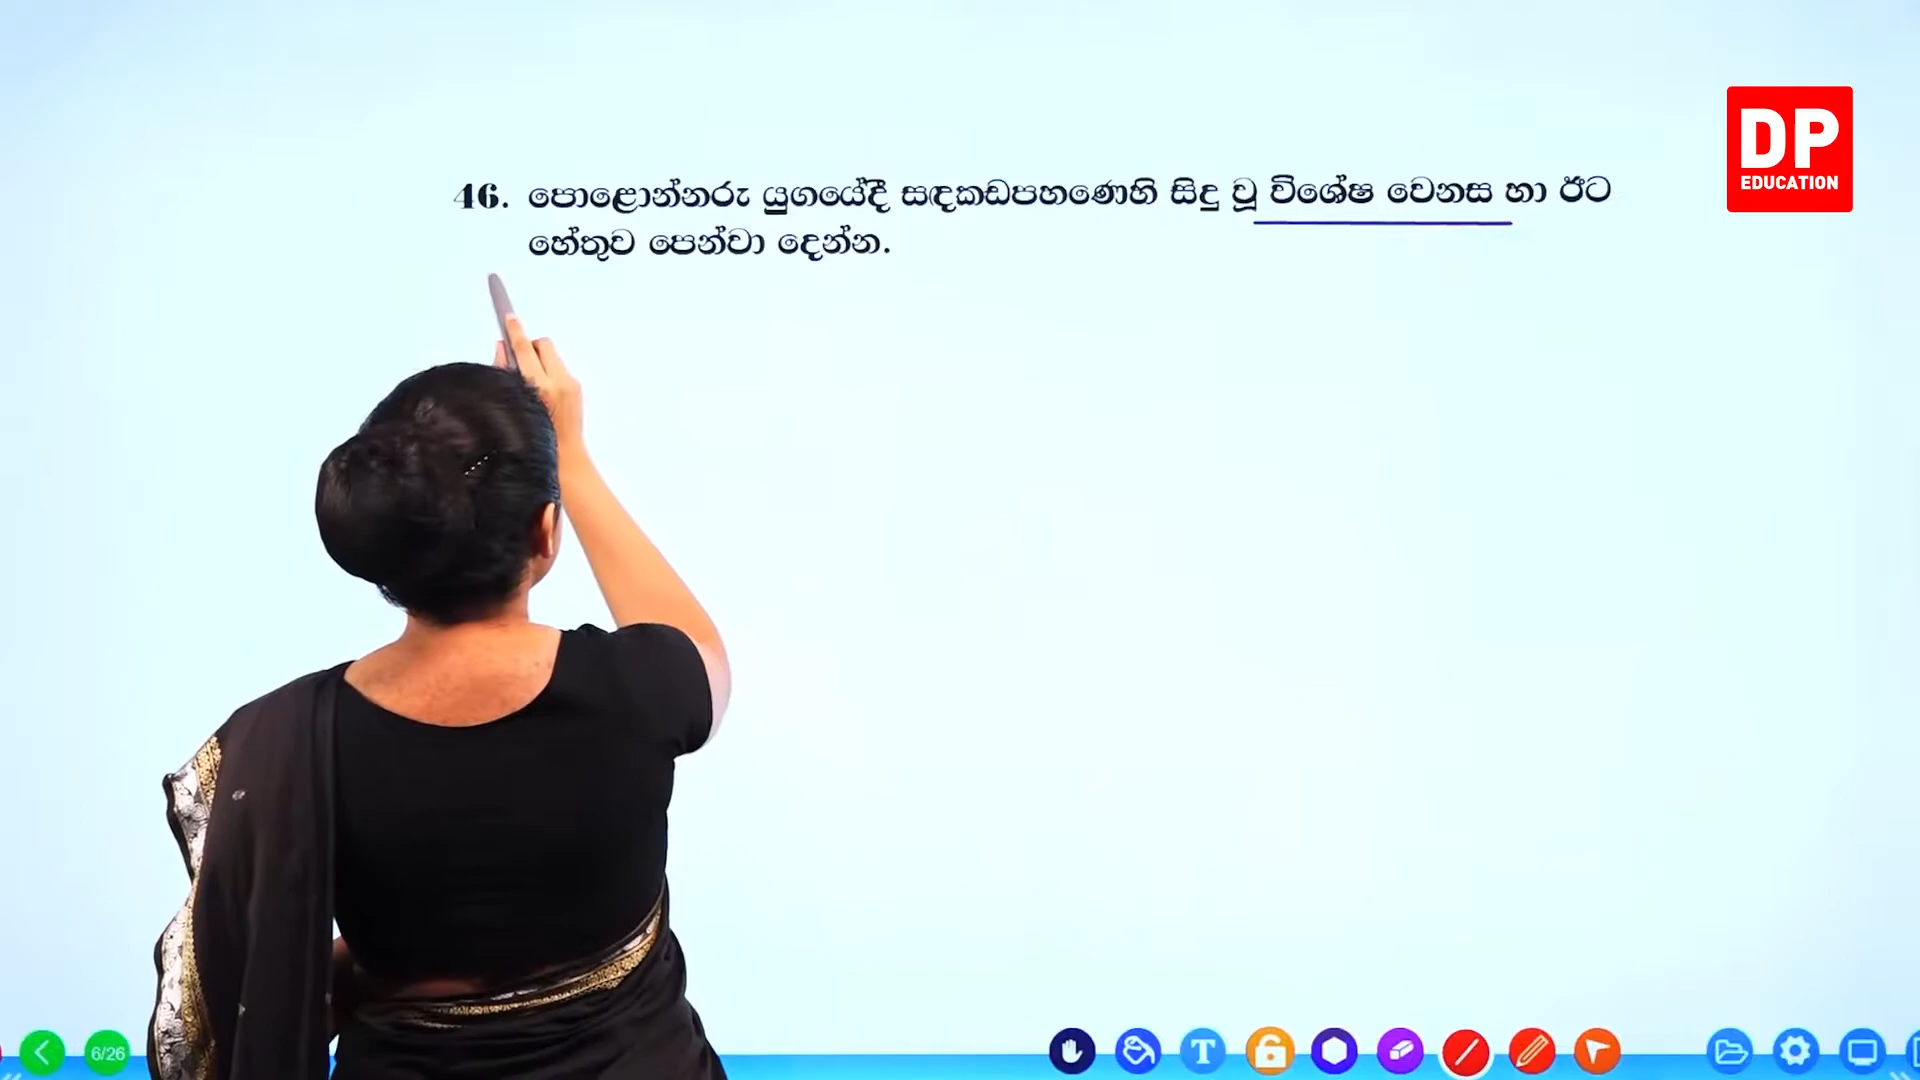 DP
EDUCATION
46. පොළොන්නරු යුගයේදී සඳකඩපහණෙහි සිදු වූ විශේෂ වෙනස හා ඊට
හේතුව පෙන්වා දෙන්න.
6/26
T